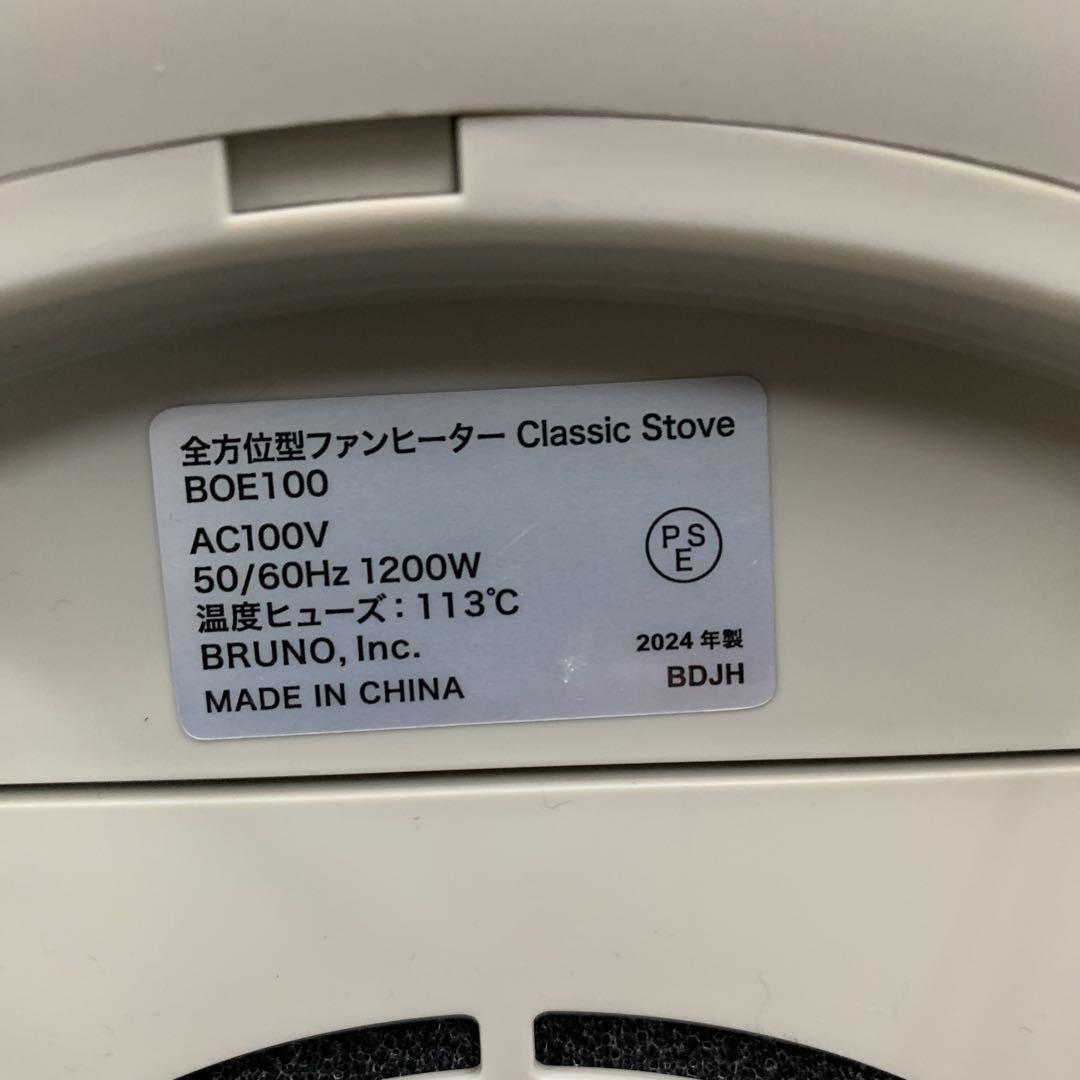 全方位型ファンヒーター Classic Stove
BOE100
AC100V
50/60Hz 1200W
温度ヒューズ：113℃
BRUNO, Inc.
MADE IN CHINA
PSE
2024 年製
BDJH